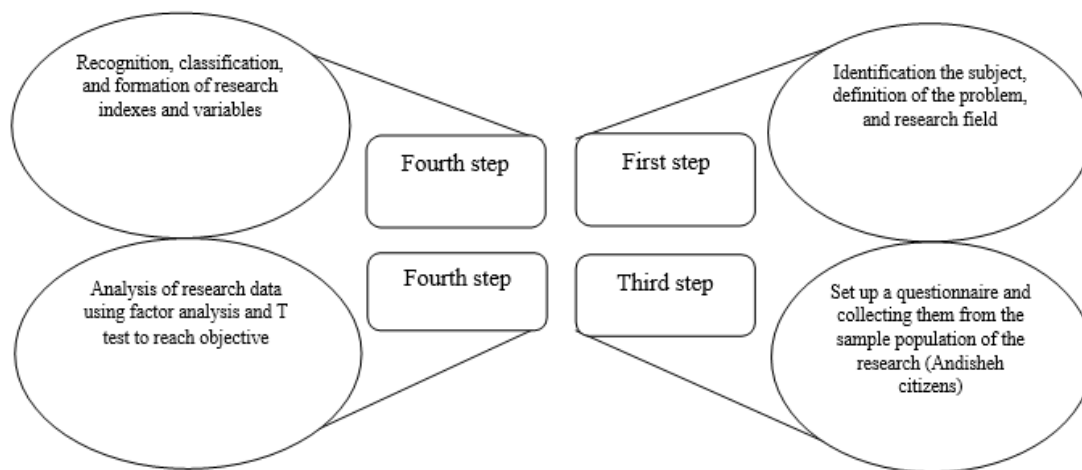 Recognition, classification,
and formation of research
indexes and variables
Identification the subject,
definition of the problem,
and research field
Fourth step
First step
Fourth step
Third step
Analysis of research data
using factor analysis and T
test to reach objective
Set up a questionnaire and
collecting them from the
sample population of the
research (Andisheh
citizens)